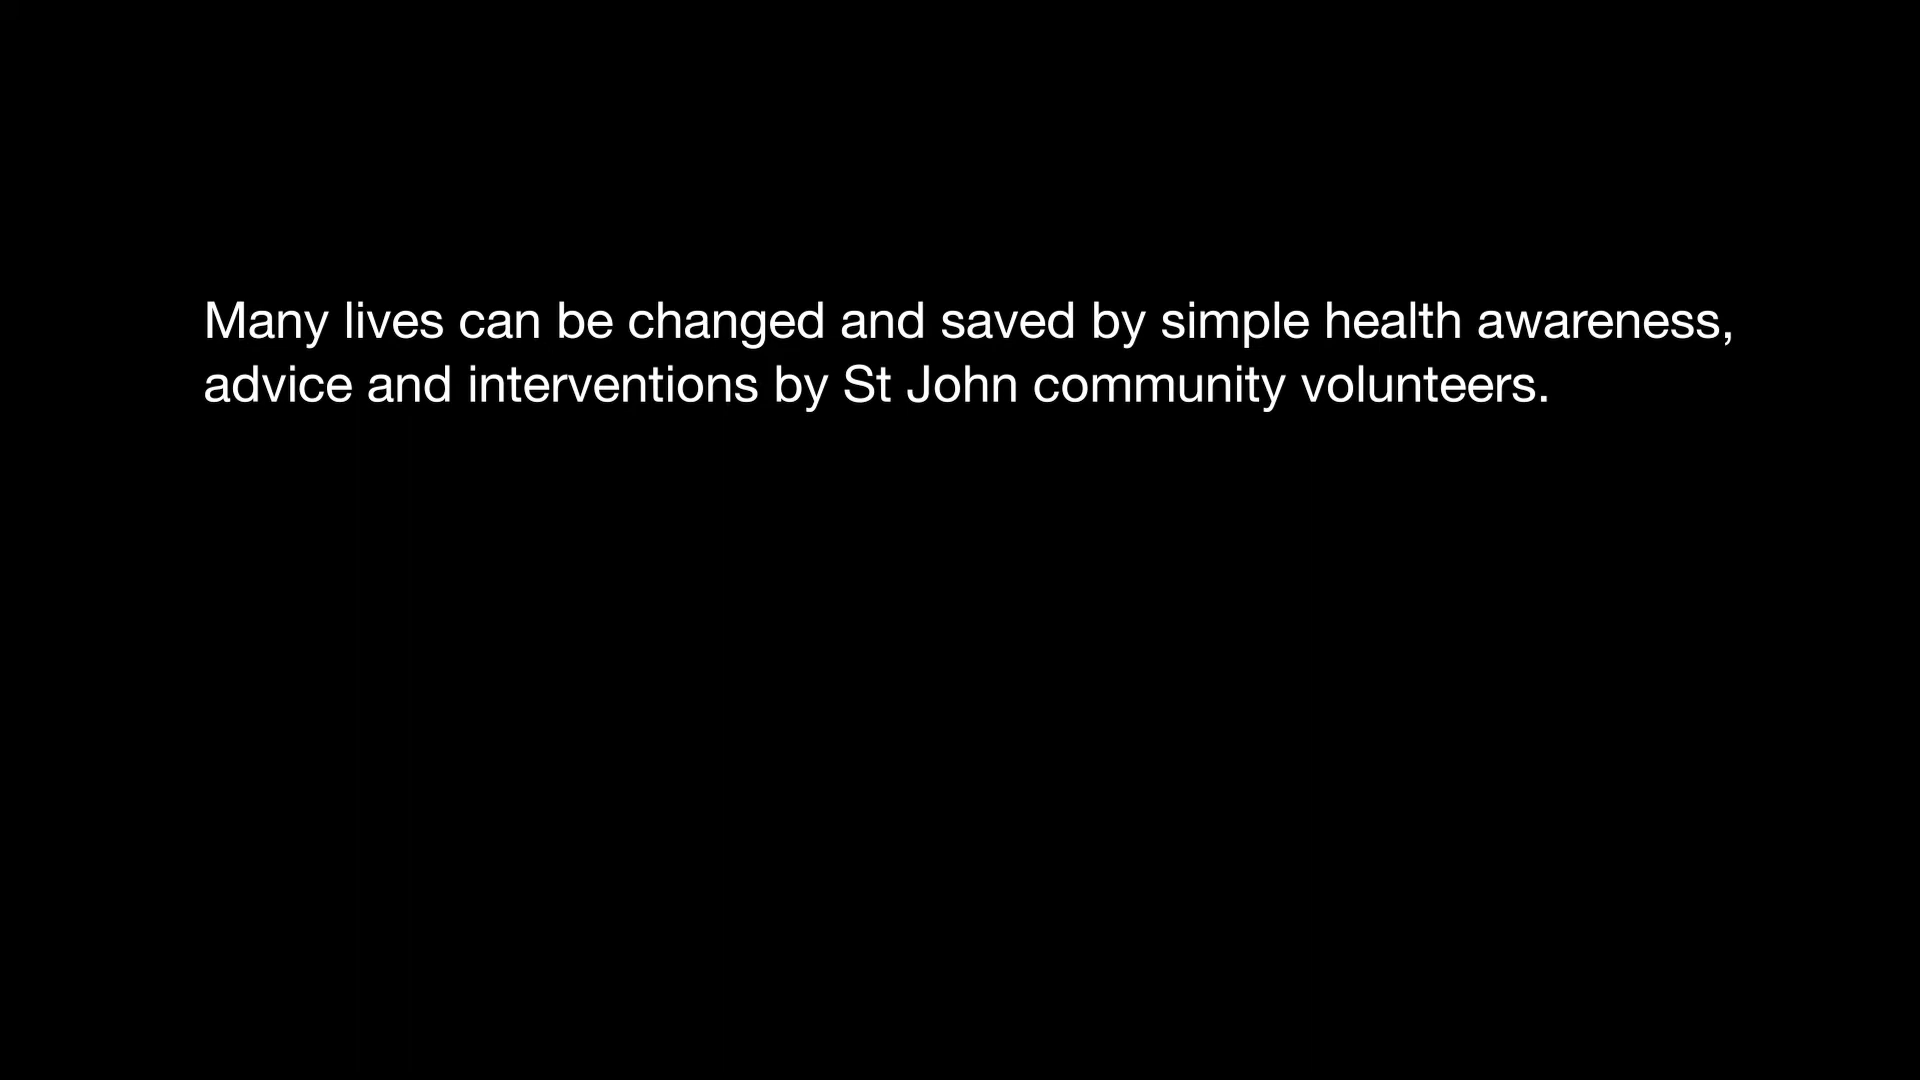 Many lives can be changed and saved by simple health awareness,
advice and interventions by St John community volunteers.